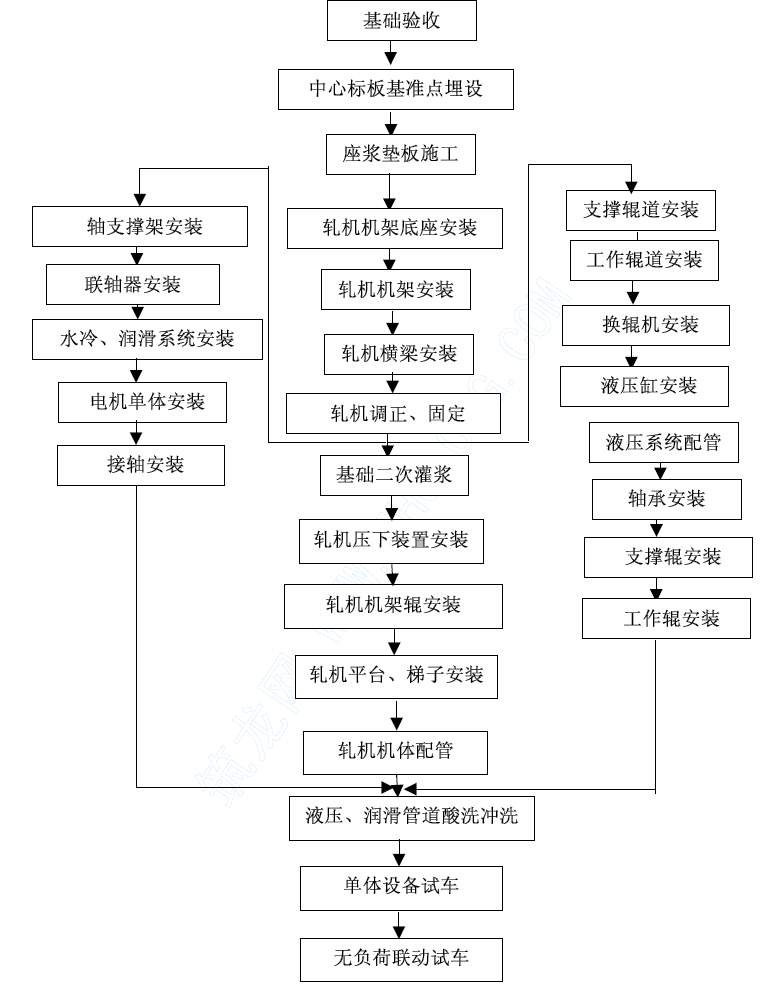 基础验收
中心标板基准点埋设
座浆垫板施工
轴支撑架安装
联轴器安装
水冷、润滑系统安装
电机单体安装
接轴安装
轧机机架底座安装
轧机机架安装
轧机横梁安装
轧机调正、固定
基础二次灌浆
轧机压下装置安装
轧机机架辊安装
轧机平台、梯子安装
轧机机体配管
支撑辊道安装
工作辊道安装
换辊机安装
液压缸安装
液压系统配管
轴承安装
支撑辊安装
工作辊安装
液压、润滑管道酸洗冲洗
单体设备试车
无负荷联动试车